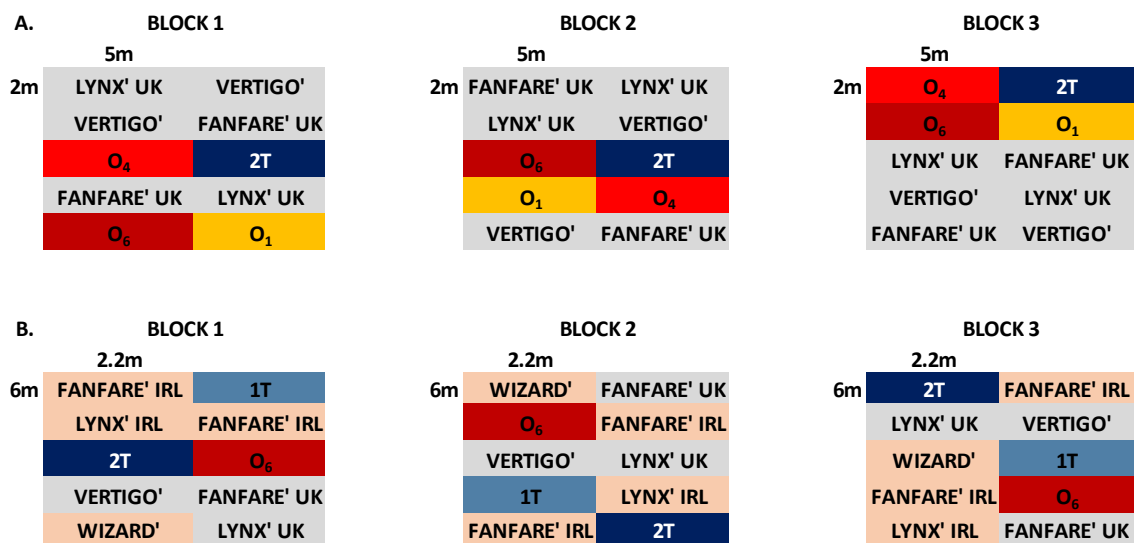 A. BLOCK 1 BLOCK 2 BLOCK 3
5m 5m 5m
2m LYNX' UK VERTIGO' 2m FANFARE' UK LYNX' UK 2m O₄ 2T
VERTIGO' FANFARE' UK LYNX' UK VERTIGO' O₆ O₁
O₄ 2T O₆ 2T LYNX' UK FANFARE' UK
FANFARE' UK LYNX' UK O₁ O₄ VERTIGO' LYNX' UK
O₆ O₁ VERTIGO' FANFARE' UK FANFARE' UK VERTIGO'
B. BLOCK 1 BLOCK 2 BLOCK 3
2.2m 2.2m 2.2m
6m FANFARE' IRL 1T 6m WIZARD' FANFARE' UK 6m 2T FANFARE' IRL
LYNX' IRL FANFARE' IRL O₆ FANFARE' IRL LYNX' UK VERTIGO'
2T O₆ VERTIGO' LYNX' UK WIZARD' 1T
VERTIGO' FANFARE' UK 1T LYNX' IRL FANFARE' IRL O₆
WIZARD' LYNX' UK FANFARE' IRL 2T LYNX' IRL FANFARE' UK